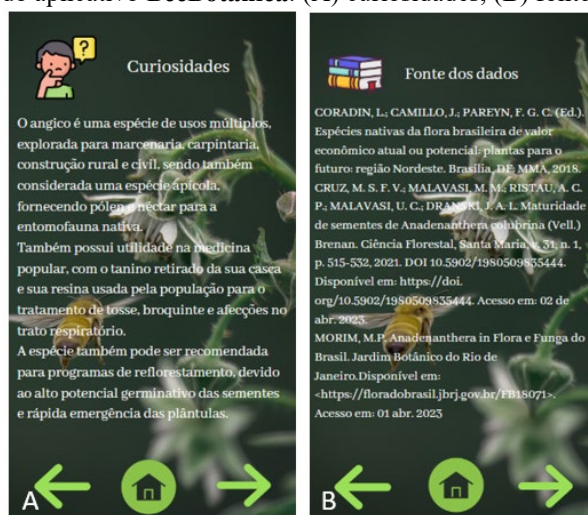 do aplicativo BeeBotânica: (A) curiosidades; (B)
Curiosidades
O angico é uma espécie de usos múltiplos,
explorada para marcenaria, carpintaria,
construção rural e civil, sendo também
considerada uma espécie apícola,
fornecendo pólen e néctar para a
entomofauna nativa.
Também possui utilidade na medicina
popular, com o tanino retirado da sua casca
e sua resina usada pela população para o
tratamento de tosse, bronquinte e afecções no
trato respiratório.
A espécie também pode ser recomendada
para programas de reflorestamento, devido
ao alto potencial germinativo das sementes
e rápida emergência das plântulas.
A
Fonte dos dados
CORADIN, L.; CAMILLO, J.; PAREYN, F. G. C. (Ed.).
Espécies nativas da flora brasileira de valor
econômico atual ou potencial: plantas para o
futuro: região Nordeste. Brasília, DF: MMA, 2018.
CRUZ, M. S. F. V.; MALAVASI, M. M.; RISTAU, A. C.
P.; MALAVASI, U. C.; DRANSKI, J. A. L. Maturidade
de sementes de Anadenanthera colubrina (Vell.)
Brenan. Ciência Florestal, Santa Maria, v. 31, n. 1,
p. 515-532, 2021. DOI 10.5902/1980509835444.
Disponível em: https://doi.
org/10.5902/1980509835444. Acesso em: 02 de
abr. 2023.
MORIM, M.P. Anadenanthera in Flora e Funga do
Brasil. Jardim Botânico do Rio de
Janeiro.Disponível em:
<https://floradobrasil.jbrj.gov.br/FB18071>.
Acesso em: 01 abr. 2023
B